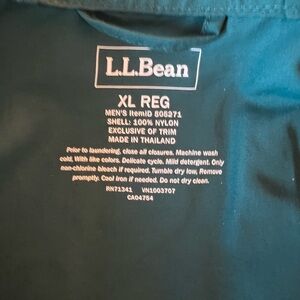 L.L.Bean
XL REG
MEN'S ItemID 805271
SHELL: 100% NYLON
EXCLUSIVE OF TRIM
MADE IN THAILAND
Prior to laundering, close all closures. Machine wash
cold, With like colors. Delicate cycle. Mild detergent. Only
non-chlorine bleach if required. Tumble dry low, Remove
promptly. Cool iron if needed. Do not dry clean.
RN71341 VN1003707
CA04754